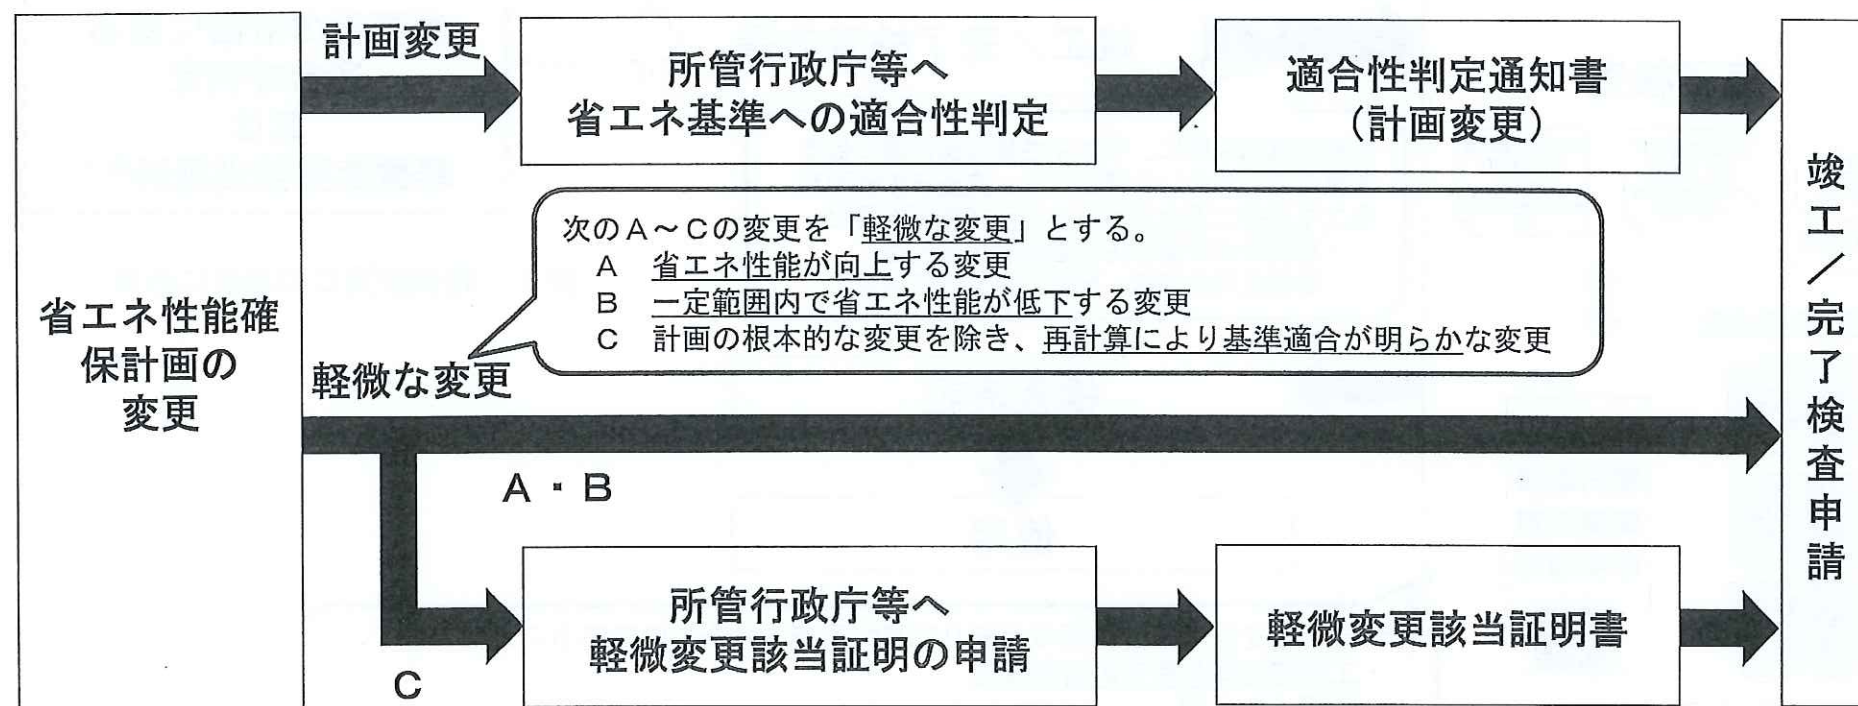 省エネ性能確
保計画の
変更
計画変更
所管行政庁等へ
省エネ基準への適合性判定
適合性判定通知書
（計画変更）
次のA～Cの変更を「軽微な変更」とする。
A　省エネ性能が向上する変更
B　一定範囲内で省エネ性能が低下する変更
C　計画の根本的な変更を除き、再計算により基準適合が明らかな変更
軽微な変更
A・B
C
所管行政庁等へ
軽微変更該当証明の申請
軽微変更該当証明書
竣工／完了検査申請